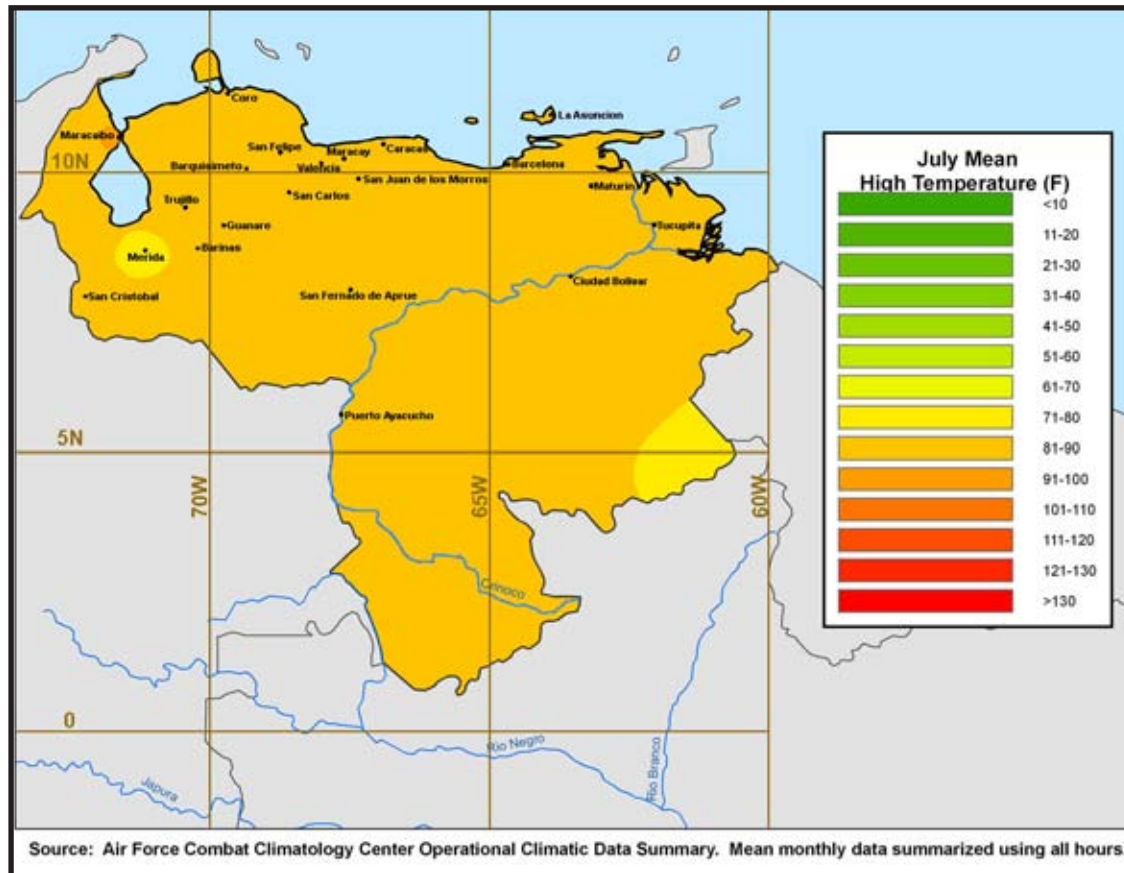 Coro
La Asuncion
Maracaibo
San Felipe
Maracay
Caracas
10N
Barquisimeto
Valencia
Barcelona
San Juan de los Morros
Maturin
San Carlos
Trujillo
Guanare
Tucupita
Merida
Barinas
Ciudad Bolivar
San Cristobal
San Fernado de Aprue
Puerto Ayacucho
5N
70W
65W
60W
Orinoco
0
Rio Negro
Rio Branco
Japura
July Mean
High Temperature (F)
<10
11-20
21-30
31-40
41-50
51-60
61-70
71-80
81-90
91-100
101-110
111-120
121-130
>130
Source: Air Force Combat Climatology Center Operational Climatic Data Summary. Mean monthly data summarized using all hours.